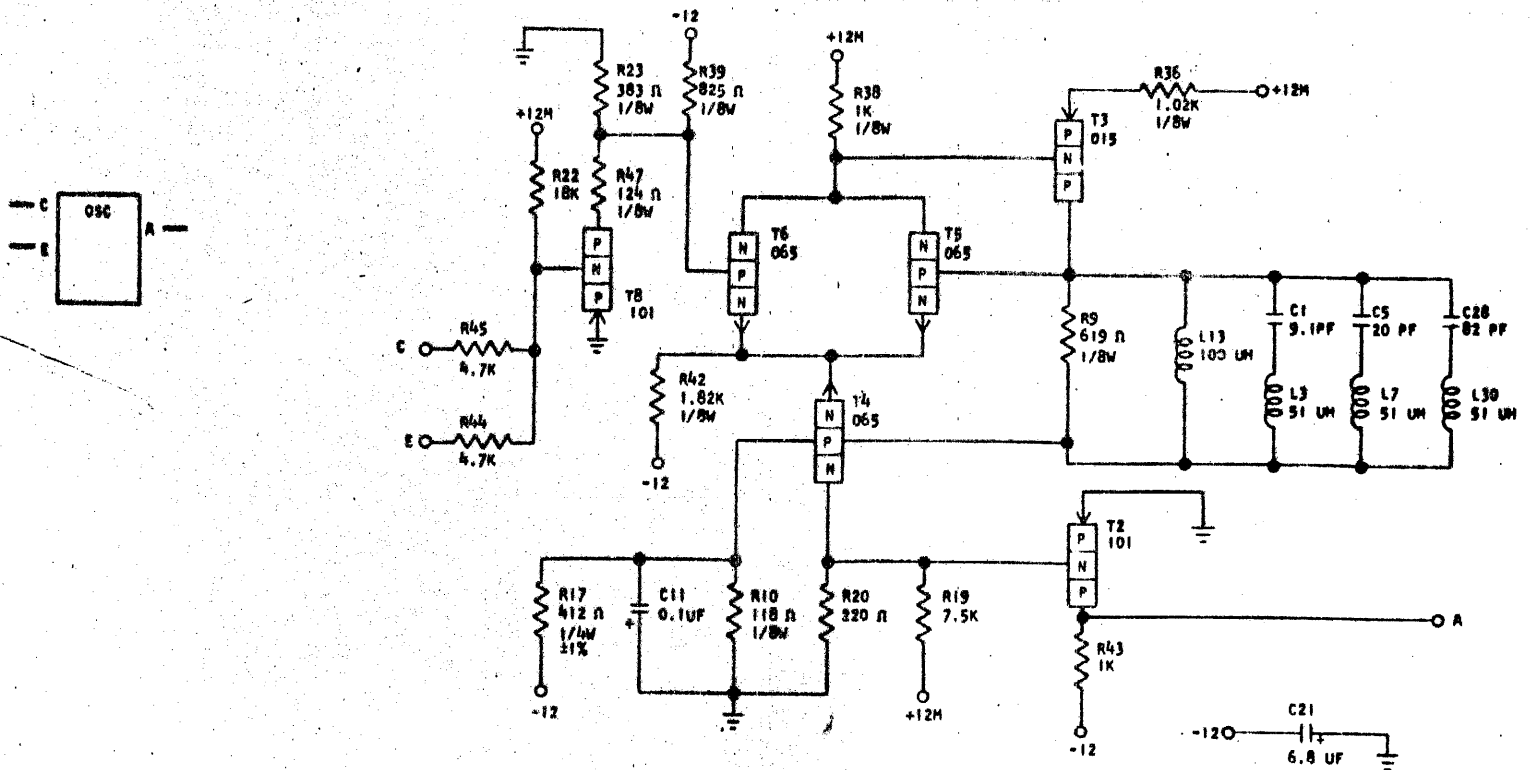 C
E
OSC
A
+12M
R22
18K
R23
383 Ω
1/8W
R47
124 Ω
1/8W
-12
R39
825 Ω
1/8W
P
N
P
T8
101
C
R45
4.7K
E
R44
4.7K
+12M
R38
1K
1/8W
N
P
N
T6
065
N
P
N
T5
065
R36
1.02K
1/8W
+12M
P
N
P
T3
015
R42
1.82K
1/8W
-12
N
P
N
T4
065
R9
619 Ω
1/8W
L13
100 UH
C1
9.1PF
L3
51 UH
C5
20 PF
L7
51 UH
C28
82 PF
L30
51 UH
R17
412 Ω
1/4W
±1%
-12
C11
0.1UF
+
R10
118 Ω
1/8W
R20
220 Ω
R19
7.5K
+12M
P
N
P
T2
101
A
R43
1K
-12
-12
C21
+
6.8 UF